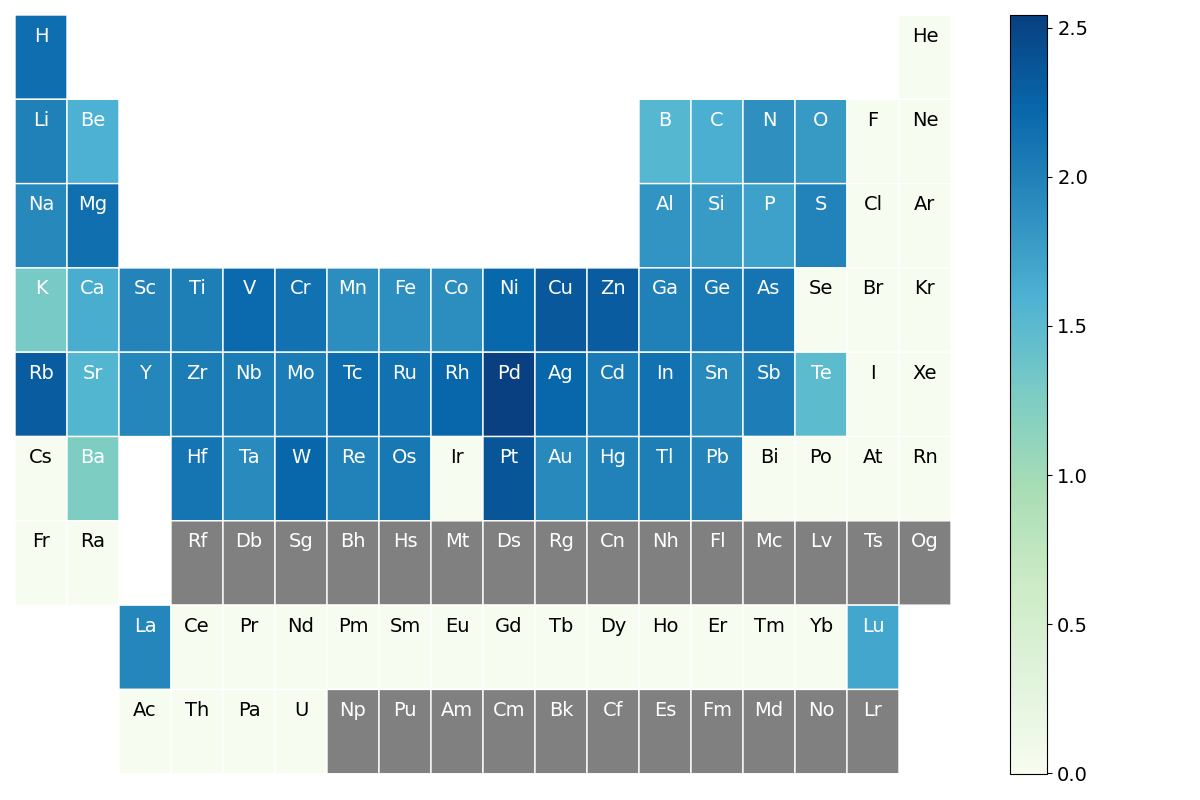 H He
Li Be B C N O F Ne
Na Mg Al Si P S Cl Ar
K Ca Sc Ti V Cr Mn Fe Co Ni Cu Zn Ga Ge As Se Br Kr
Rb Sr Y Zr Nb Mo Tc Ru Rh Pd Ag Cd In Sn Sb Te I Xe
Cs Ba Hf Ta W Re Os Ir Pt Au Hg Tl Pb Bi Po At Rn
Fr Ra Rf Db Sg Bh Hs Mt Ds Rg Cn Nh Fl Mc Lv Ts Og
La Ce Pr Nd Pm Sm Eu Gd Tb Dy Ho Er Tm Yb Lu
Ac Th Pa U Np Pu Am Cm Bk Cf Es Fm Md No Lr
2.5
2.0
1.5
1.0
0.5
0.0